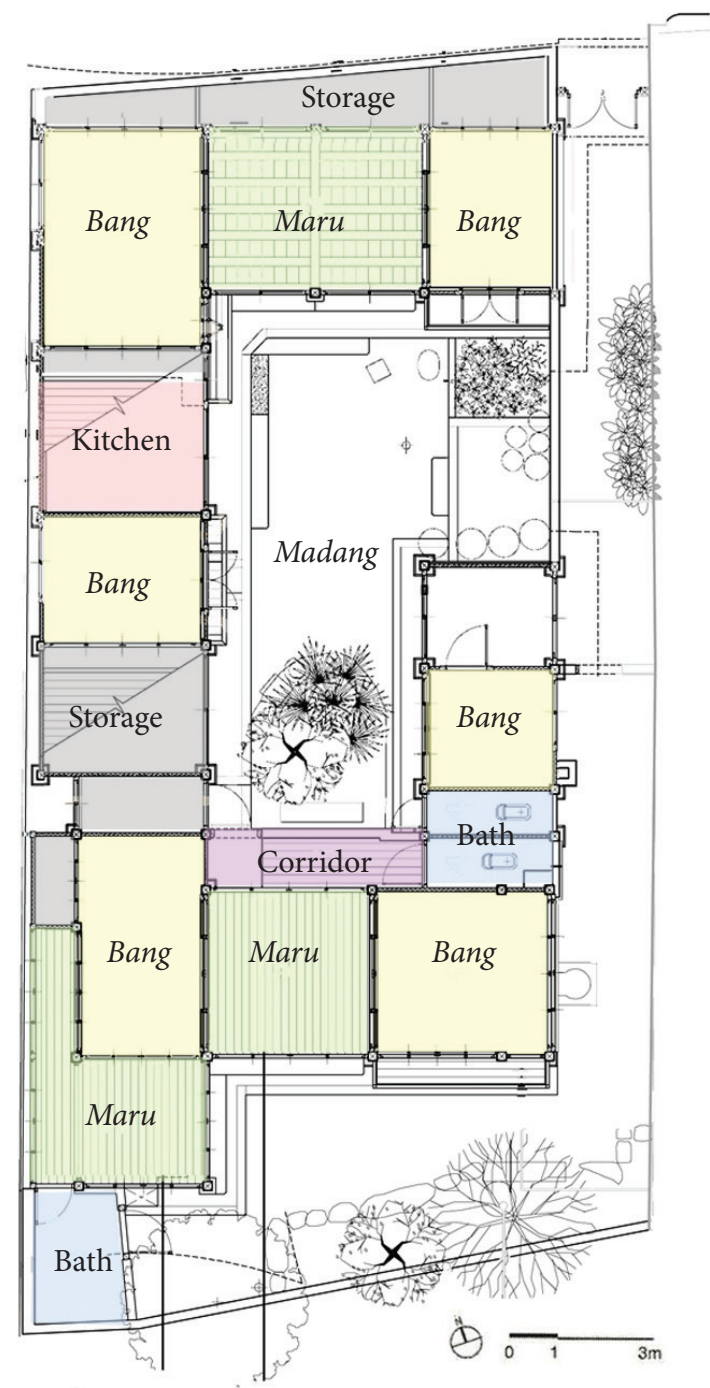 Storage
Bang
Maru
Bang
Kitchen
Bang
Madang
Storage
Bang
Bath
Corridor
Bang
Maru
Bang
Maru
Bath
N
0 1 3m